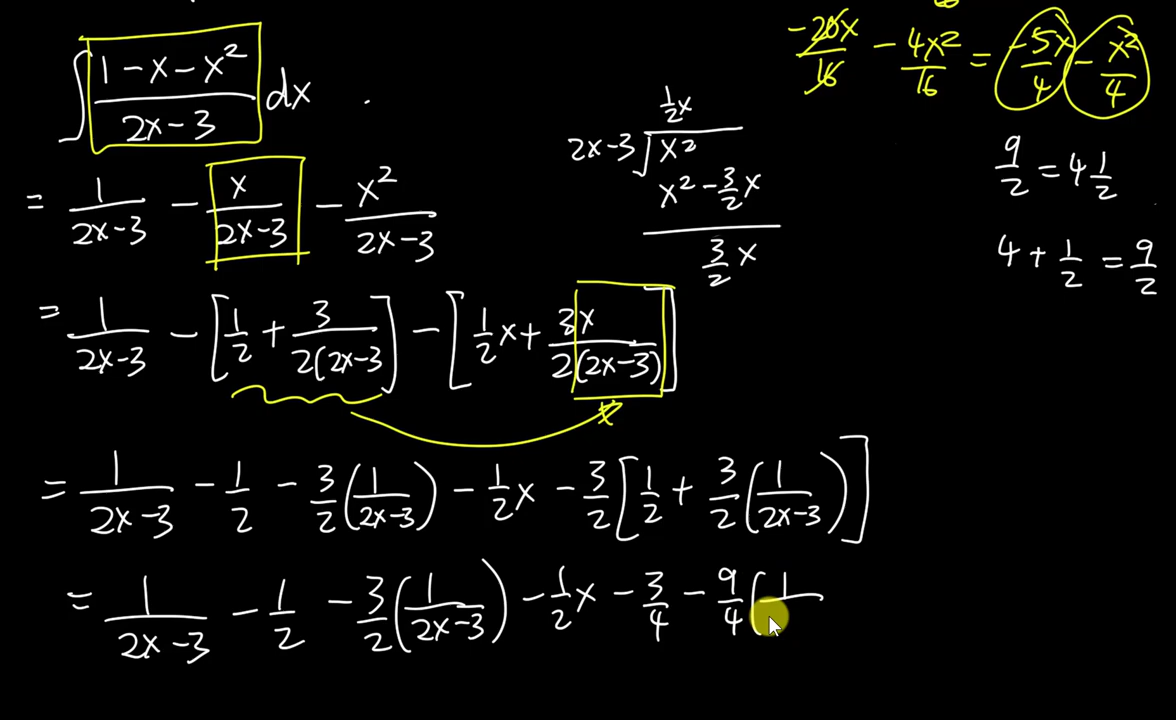 -20x/16 - 4x²/16 = -5x/4 - x²/4
∫ (1-x-x²)/(2x-3) dx .
½x
2x-3 √ x²
x² - 3/2 x
3/2 x
9/2 = 4 1/2
4 + 1/2 = 9/2
= 1/(2x-3) - x/(2x-3) - x²/(2x-3)
= 1/(2x-3) - [1/2 + 3/(2(2x-3)] - [1/2 x + 3x/(2(2x-3))]
= 1/(2x-3) - 1/2 - 3/2 (1/(2x-3)) - 1/2 x - 3/2 [1/2 + 3/2 (1/(2x-3))]
= 1/(2x-3) - 1/2 - 3/2 (1/(2x-3)) - 1/2 x - 3/4 - 9/4 (1/